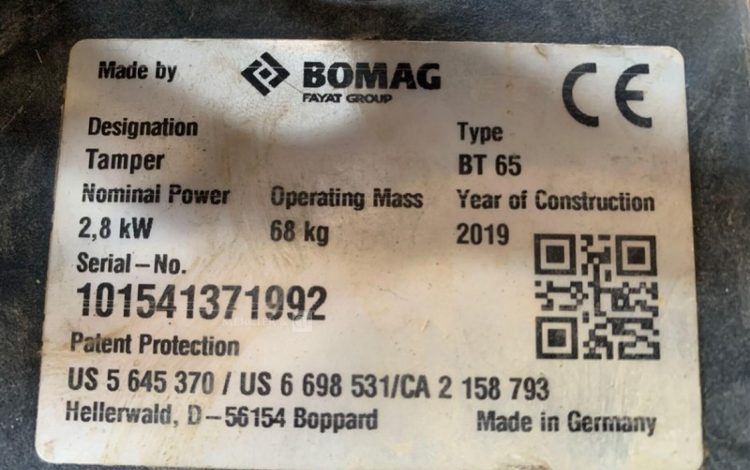 Made by BOMAG
FAYAT GROUP
CE
Designation Type
Tamper BT 65
Nominal Power Operating Mass Year of Construction
2,8 kW 68 kg 2019
Serial-No.
101541371992
Patent Protection
US 5 645 370 / US 6 698 531/CA 2 158 793
Hellerwald, D-56154 Boppard Made in Germany